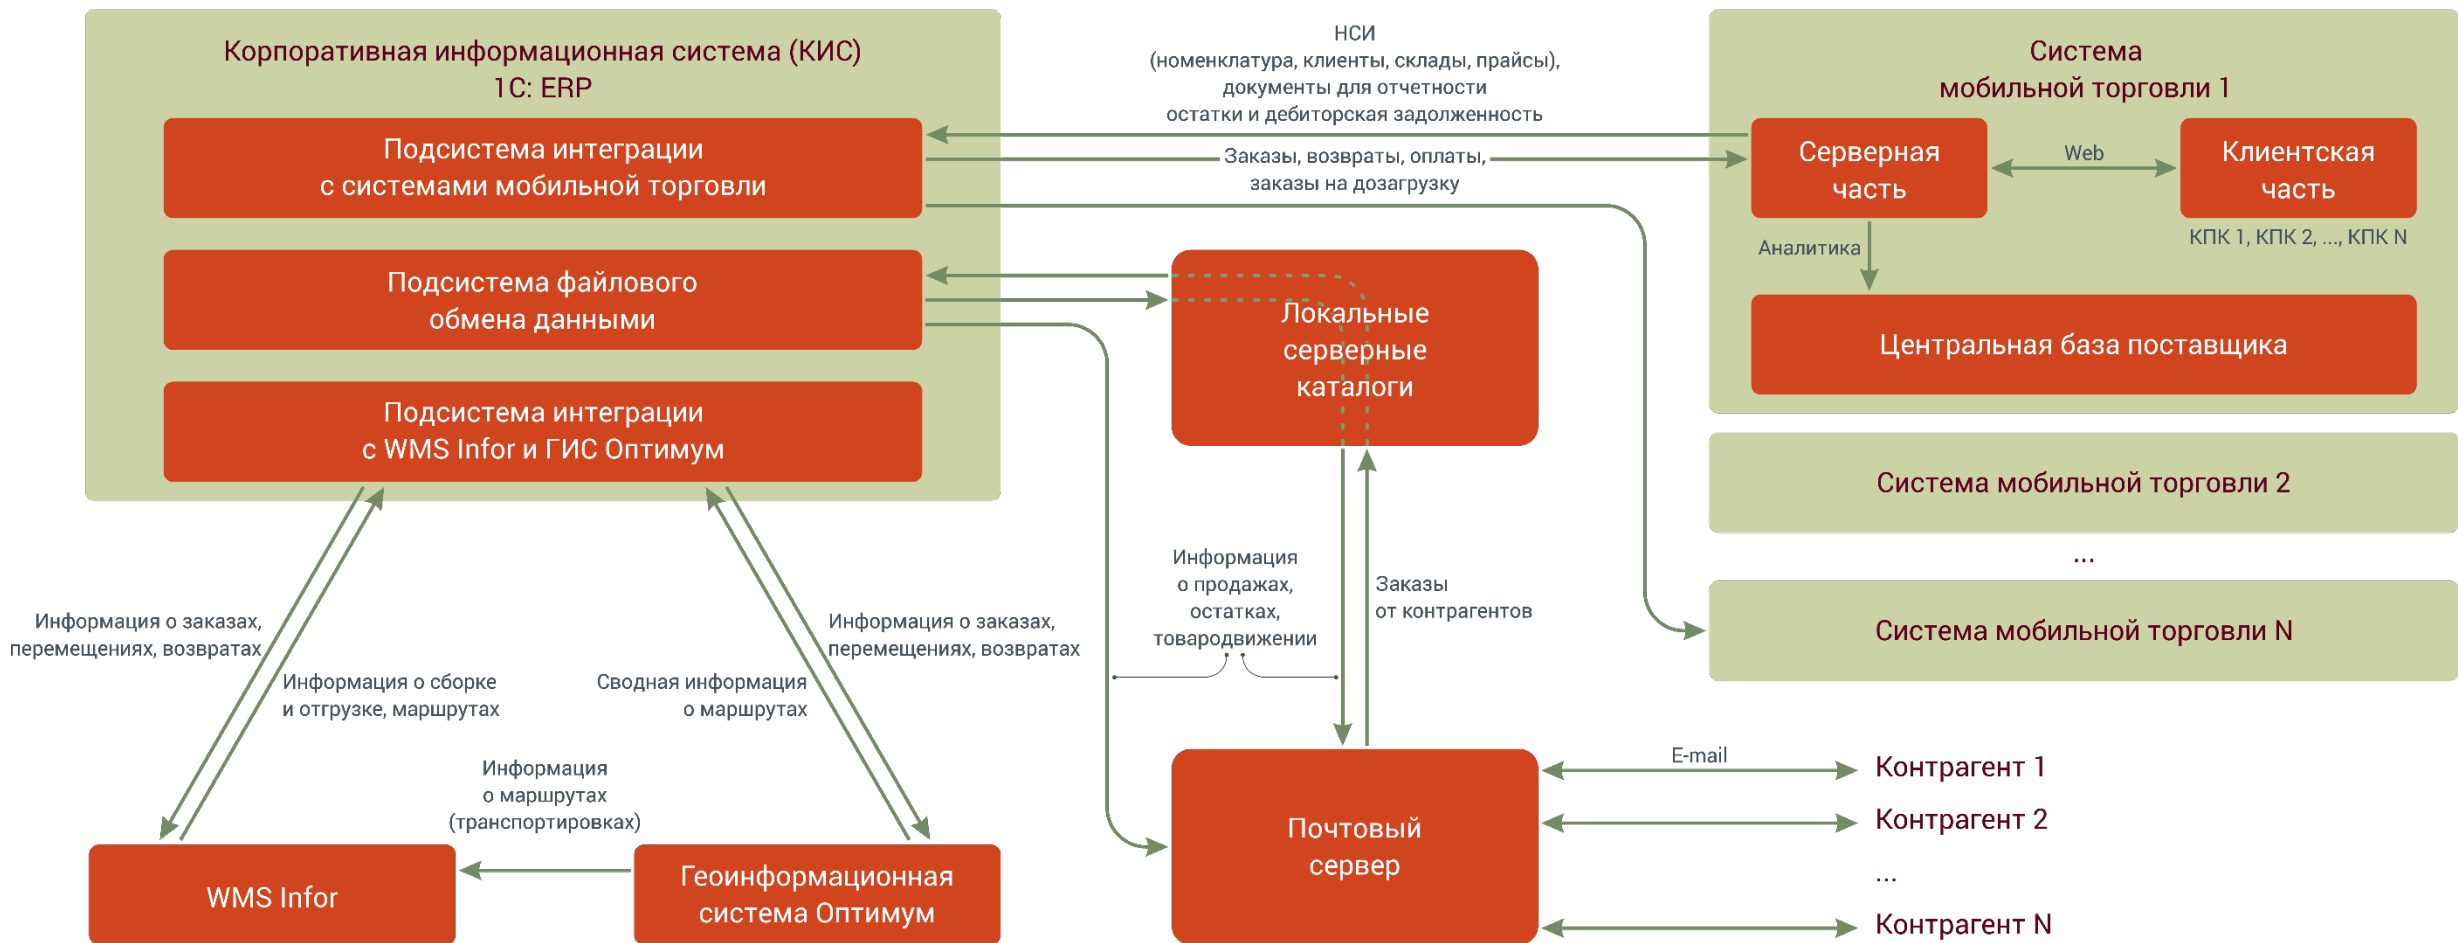 Корпоративная информационная система (КИС)
1С: ERP
Подсистема интеграции
с системами мобильной торговли
Подсистема файлового
обмена данными
Подсистема интеграции
с WMS Infor и ГИС Оптимум
НСИ
(номенклатура, клиенты, склады, прайсы),
документы для отчетности
остатки и дебиторская задолженность
Заказы, возвраты, оплаты,
заказы на дозагрузку
Система
мобильной торговли 1
Серверная
часть
Web
Клиентская
часть
КПК 1, КПК 2, ..., КПК N
Аналитика
Центральная база поставщика
Локальные
серверные
каталоги
Система мобильной торговли 2
...
Система мобильной торговли N
Информация о заказах,
перемещениях, возвратах
Информация о сборке
и отгрузке, маршрутах
Сводная информация
о маршрутах
Информация о заказах,
перемещениях, возвратах
Информация
о продажах,
остатках,
товародвижении
Заказы
от контрагентов
Информация
о маршрутах
(транспортировках)
WMS Infor
Геоинформационная
система Оптимум
Почтовый
сервер
E-mail
Контрагент 1
Контрагент 2
...
Контрагент N